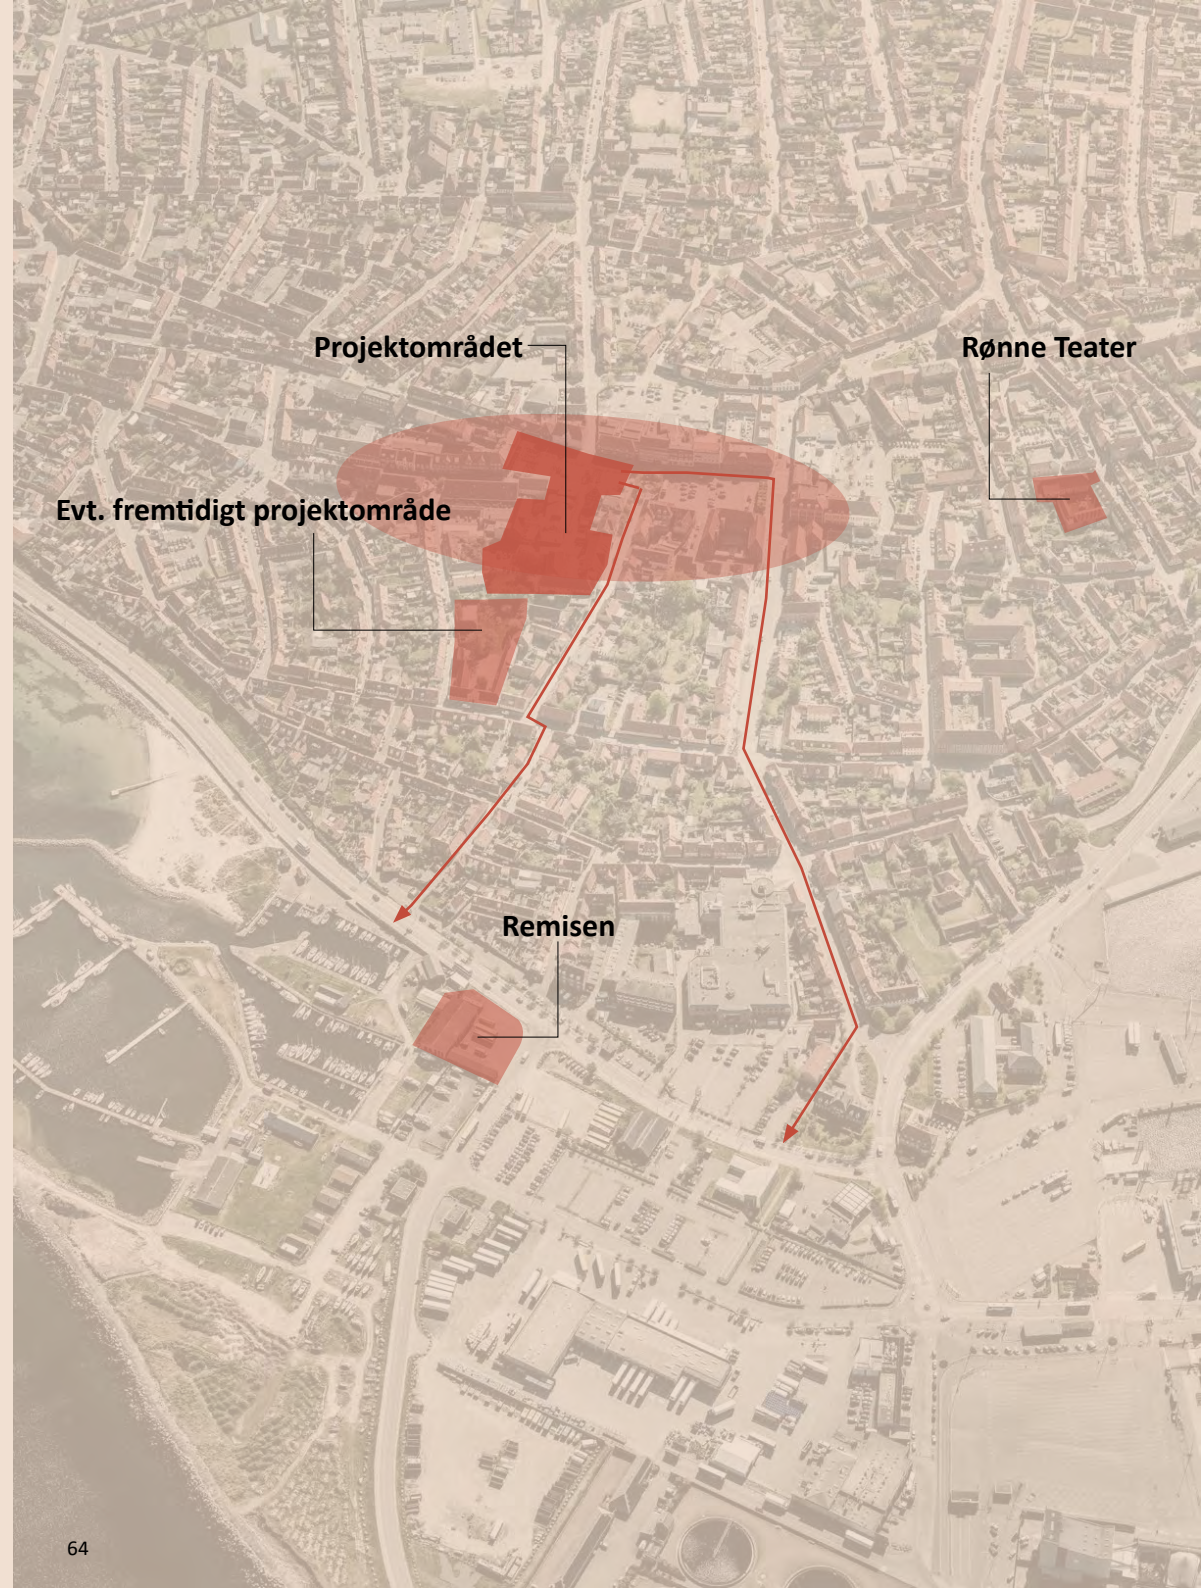 Projektområdet
Rønne Teater
Evt. fremtidigt projektområde
Remisen
64